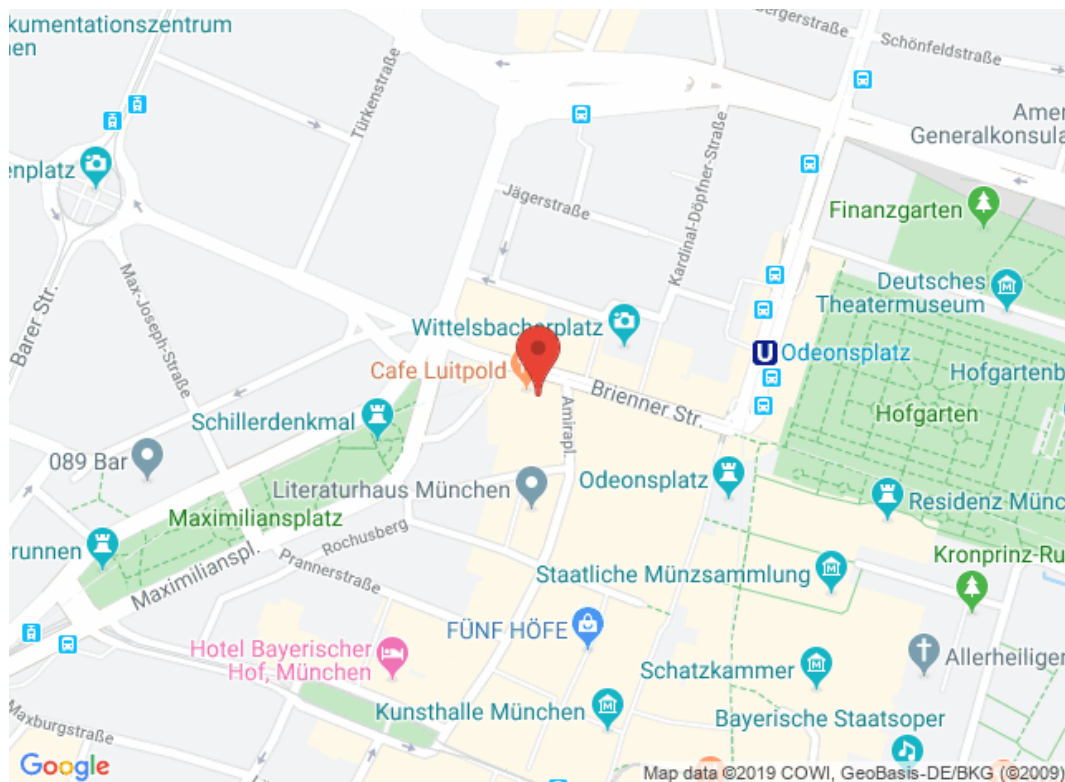 kumentationszentrum
en
ergerstraße
Schönfeldstraße
Türkenstraße
Amer
Generalkonsula
enplatz
Jägerstraße
Kardinal-Döpfner-Straße
Finanzgarten
Deutsches
Theatermuseum
Barer Str.
Max-Joseph-Straße
Wittelsbacherplatz
U Odeonsplatz
Cafe Luitpold
Brienner Str.
Hofgartenb
Amirapl.
Hofgarten
Schillerdenkmal
089 Bar
Literaturhaus München
Odeonsplatz
Residenz Münc
Maximiliansplatz
Rochusberg
runnen
Maximilianspl.
Prannerstraße
Kronprinz-Ru
Staatliche Münzsammlung
FÜNF HÖFE
Hotel Bayerischer
Hof, München
Allerheiliger
Schatzkammer
Kunsthalle München
Bayerische Staatsoper
Maxburgstraße
Google
Map data ©2019 COWI, GeoBasis-DE/BKG (©2009)